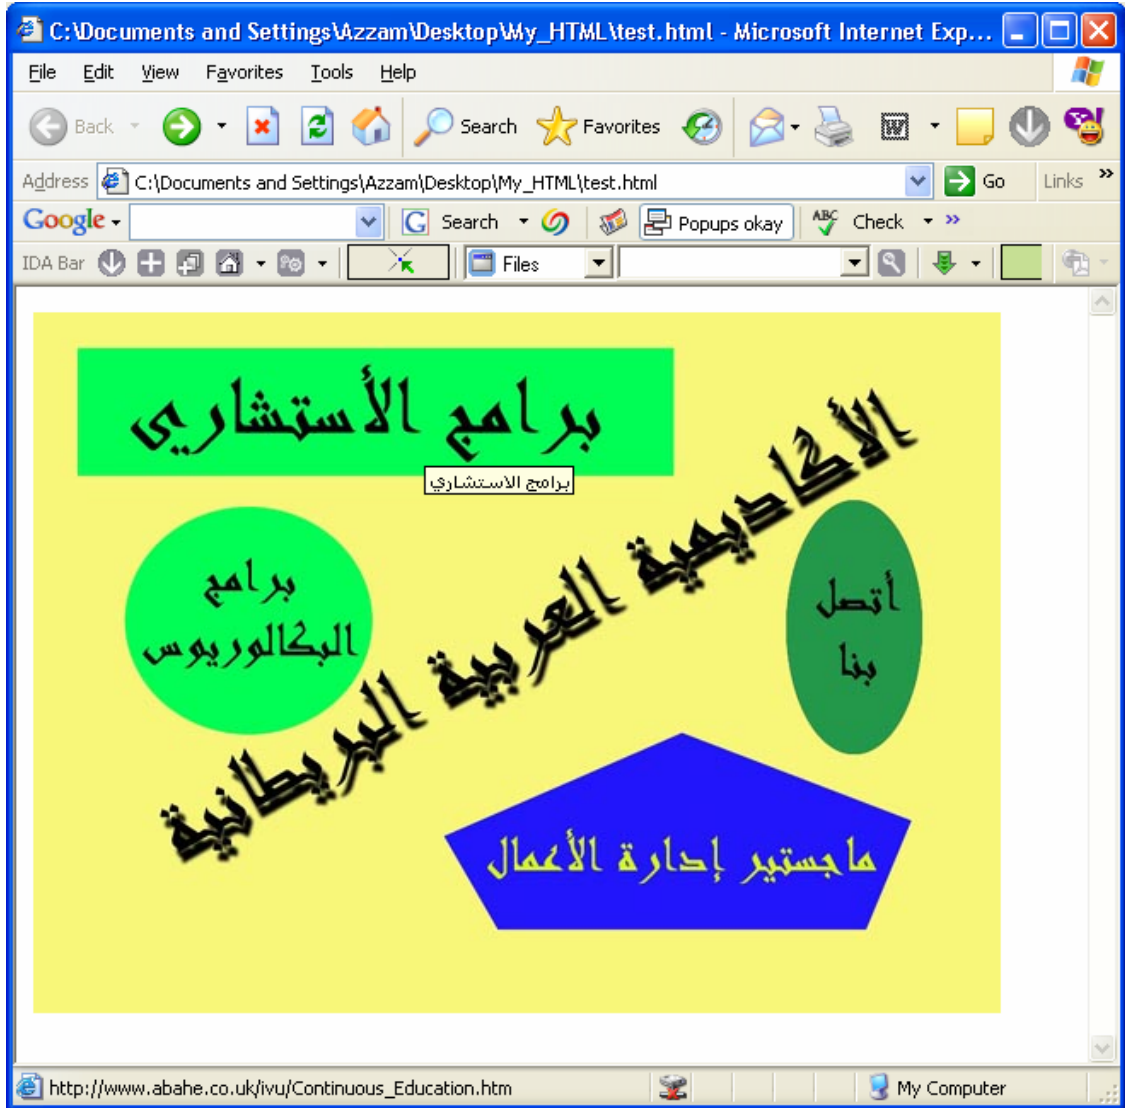 C:\Documents and Settings\Azzam\Desktop\My_HTML\test.html - Microsoft Internet Exp...
File Edit View Favorites Tools Help
Back Search Favorites
Address C:\Documents and Settings\Azzam\Desktop\My_HTML\test.html Go Links »
Google Search Popups okay ABC Check »
IDA Bar Files
برامج الأستشاري
برامج الاستشاري
الأكاديمية العربية البريطانية
برامج
البكالوريوس
أتصل
بنا
ماجستير إدارة الأعمال
http://www.abahe.co.uk/ivu/Continuous_Education.htm My Computer